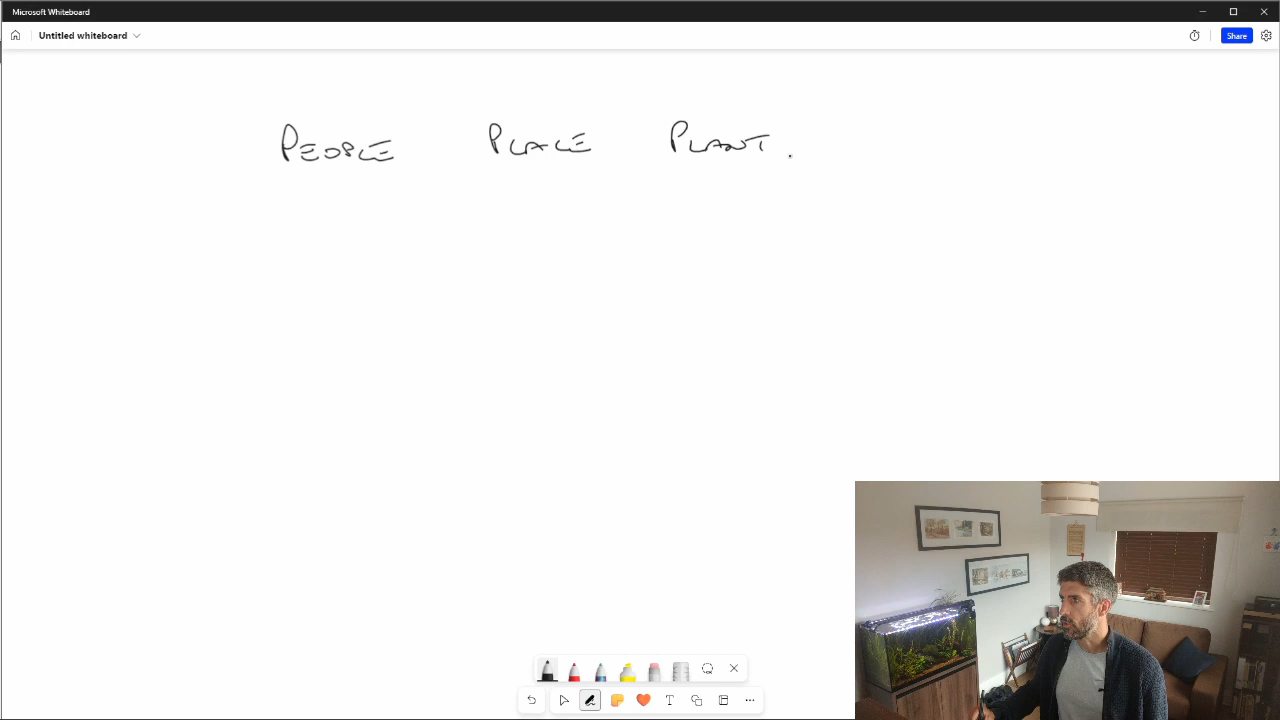 Microsoft Whiteboard
Untitled whiteboard
Share
PEOPLE PLACE PLANT.
T